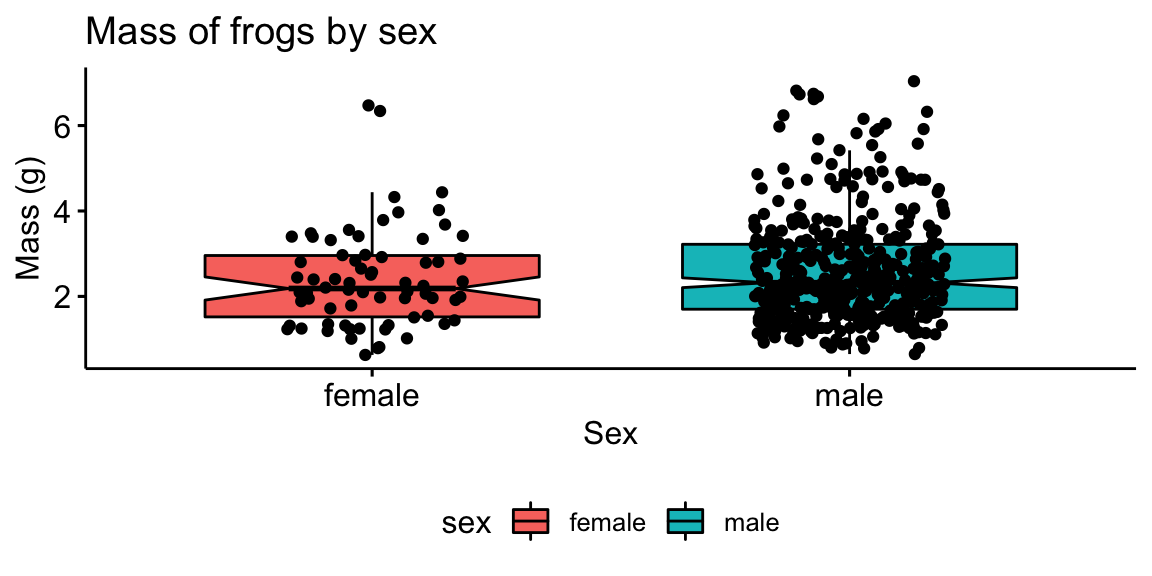 Mass of frogs by sex
Mass (g)
6
4
2
female male
Sex
sex female male